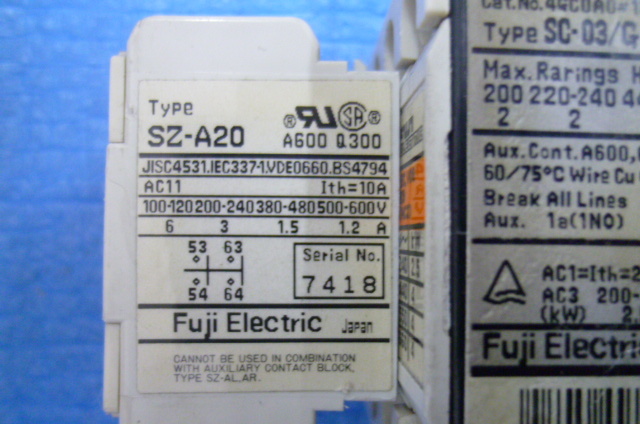 Type
SZ-A20
A600 Q300
JISC4531.IEC337-1.VDE0660.BS4794
AC11 Ith=10A
100-120 200-240 380-480 500-600 V
6 3 1.5 1.2 A
53 63
54 64
Serial No.
7418
Fuji Electric Japan
CANNOT BE USED IN COMBINATION
WITH AUXILIARY CONTACT BLOCK,
TYPE SZ-AL,AR.
Type SC-03/G
Max. Rarings
200 220-240
2 2
Aux.Cont.A600,
60/75°C Wire Cu
Break All Lines
Aux. 1a(1NO)
AC1=Ith=2
AC3 200-
(kW) 2.
Fuji Electri